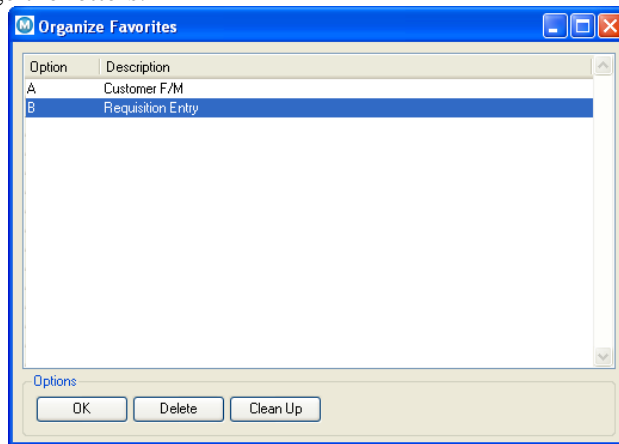 Organize Favorites
Option Description
A Customer F/M
B Requisition Entry
Options
OK Delete Clean Up